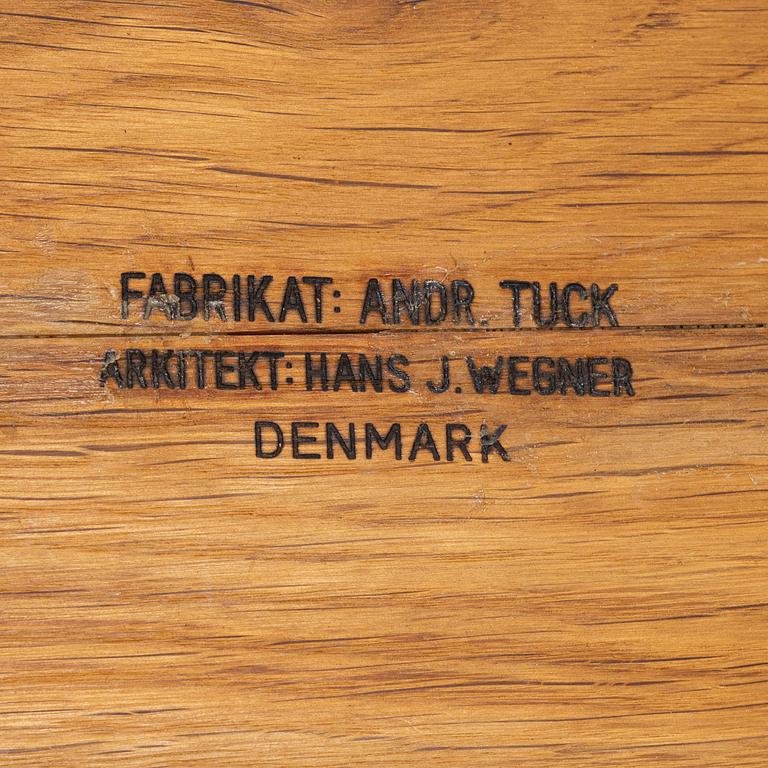 FABRIKAT: ANDR. TUCK
ARKITEKT: HANS J. WEGNER
DENMARK